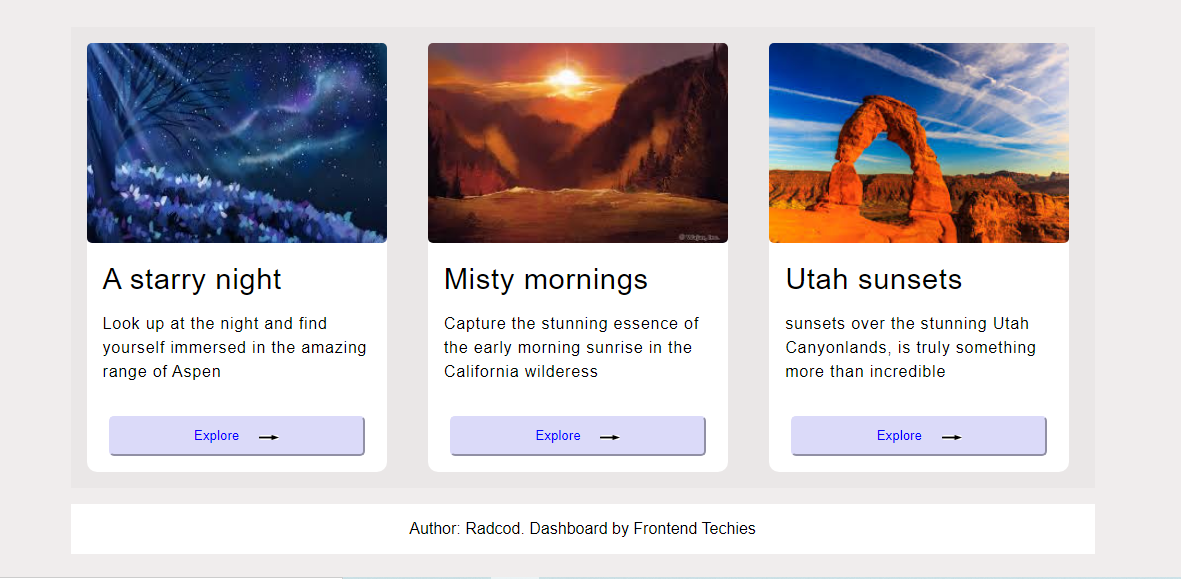 A starry night
Look up at the night and find
yourself immersed in the amazing
range of Aspen
Explore
Misty mornings
Capture the stunning essence of
the early morning sunrise in the
California wilderess
Explore
Utah sunsets
sunsets over the stunning Utah
Canyonlands, is truly something
more than incredible
Explore
Author: Radcod. Dashboard by Frontend Techies